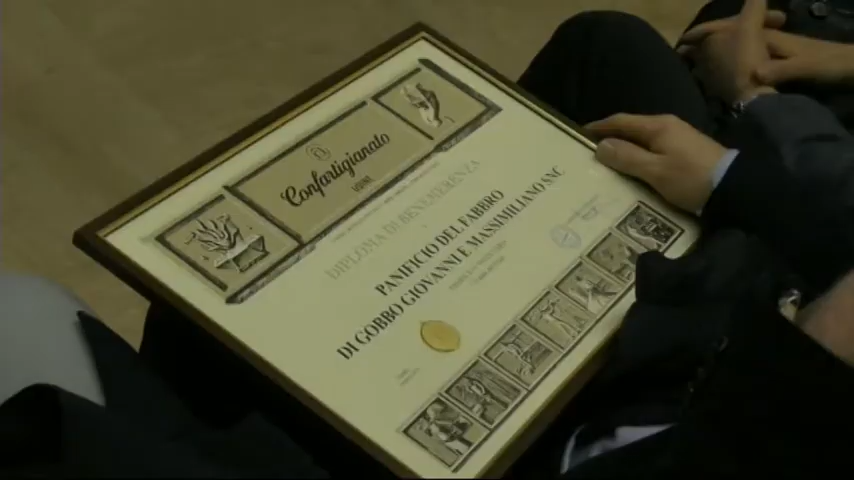 Confartigianato
UDINE
DIPLOMA DI BENEMERENZA
PANIFICIO DEL FABBRO
DI GOBBO GIOVANNI E MASSIMILIANO SNC